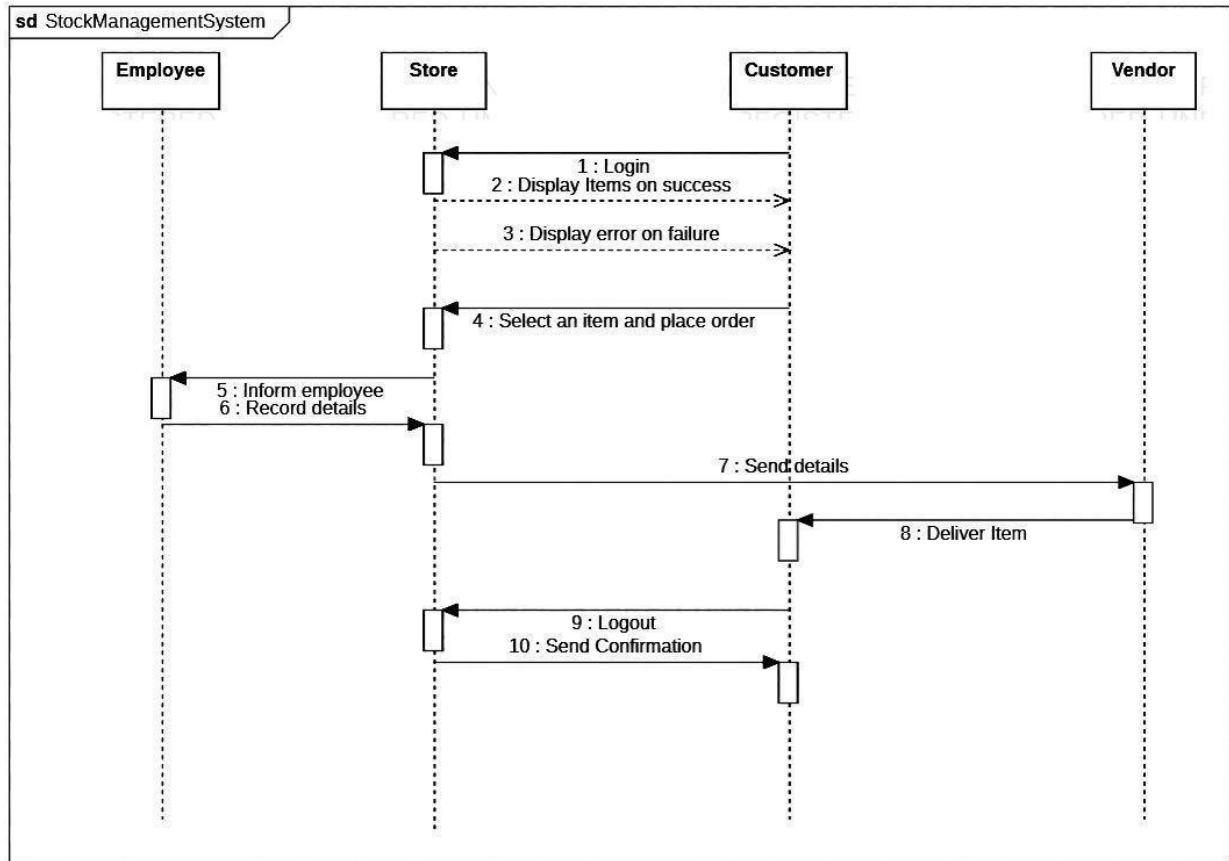 sd StockManagementSystem
Employee
Store
Customer
Vendor
1 : Login
2 : Display Items on success
3 : Display error on failure
4 : Select an item and place order
5 : Inform employee
6 : Record details
7 : Send details
8 : Deliver Item
9 : Logout
10 : Send Confirmation